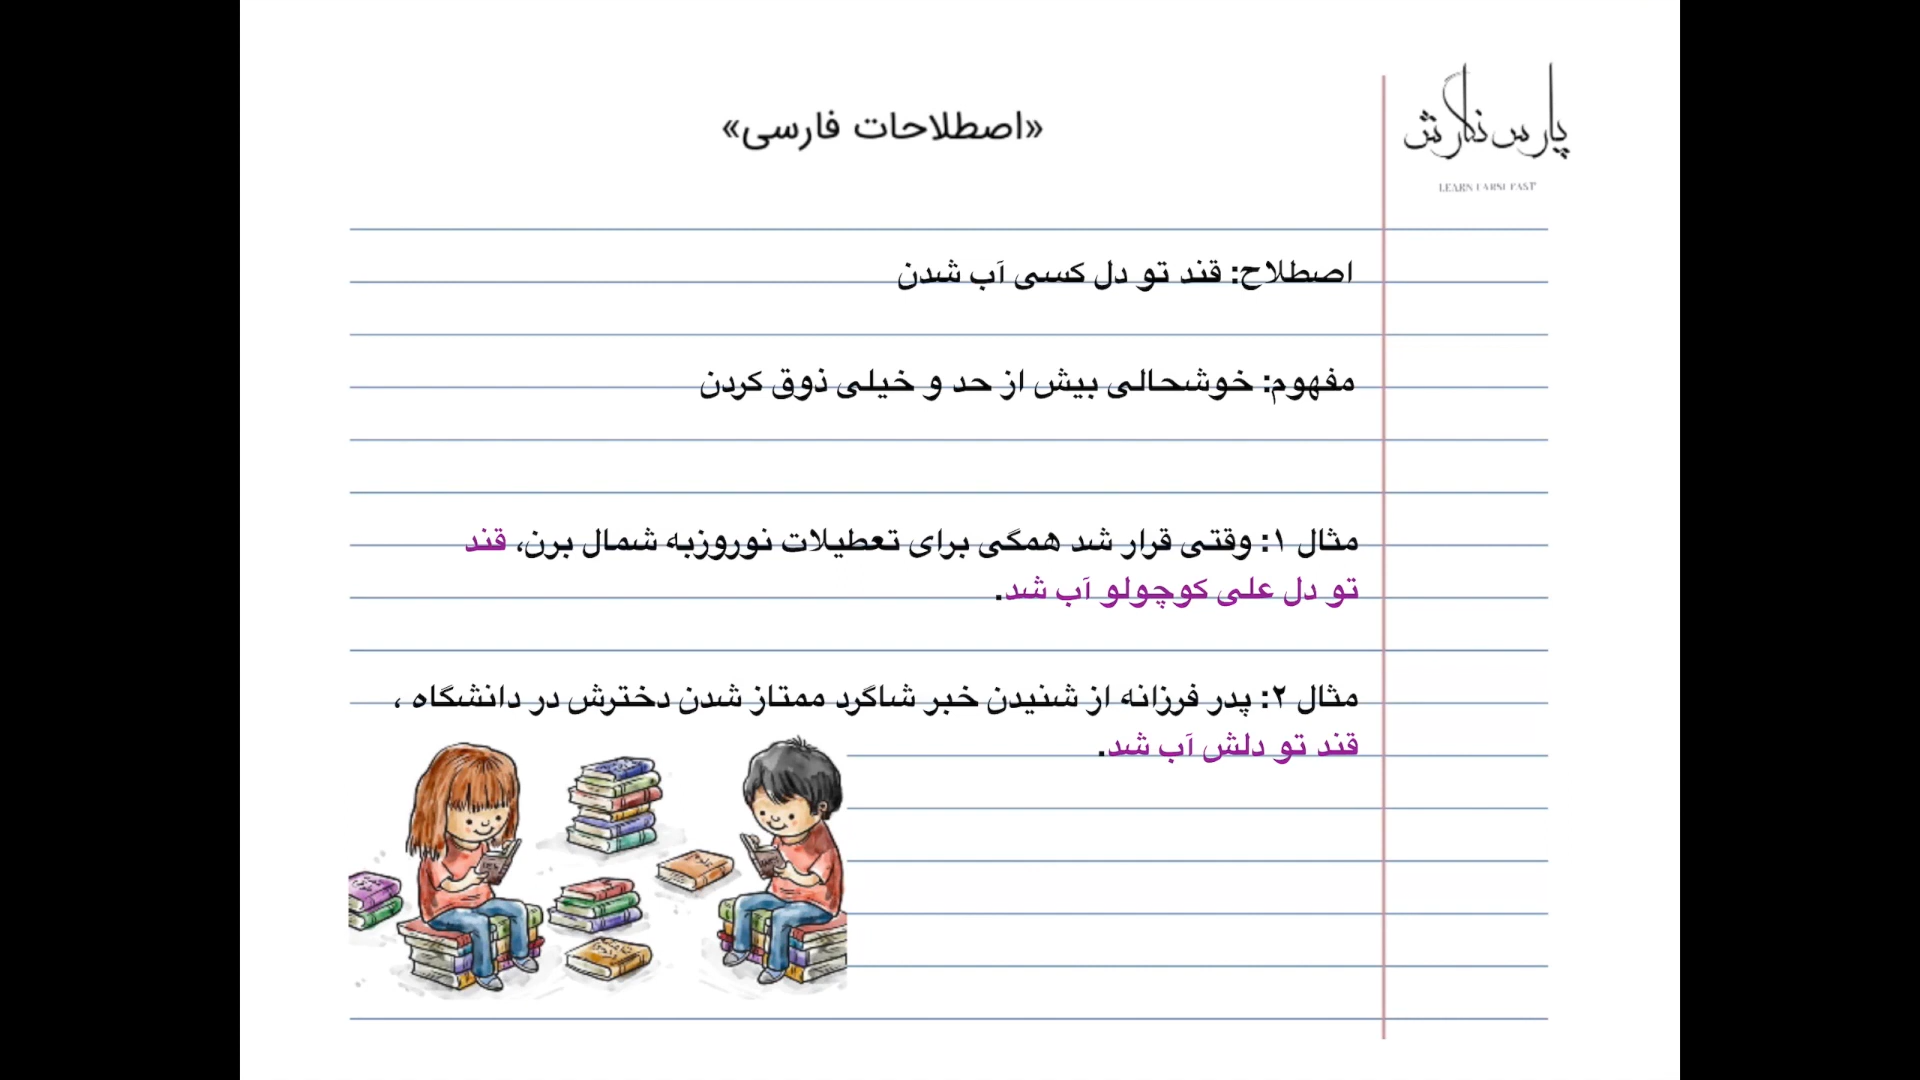 پارس نگارش
LEARN FARSI FAST
«اصطلاحات فارسی»
اصطلاح: قند تو دل کسی آب شدن
مفهوم: خوشحالی بیش از حد و خیلی ذوق کردن
مثال ۱: وقتی قرار شد همگی برای تعطیلات نوروزبه شمال برن، قند
تو دل علی کوچولو آب شد.
مثال ۲: پدر فرزانه از شنیدن خبر شاگرد ممتاز شدن دخترش در دانشگاه ،
قند تو دلش آب شد.